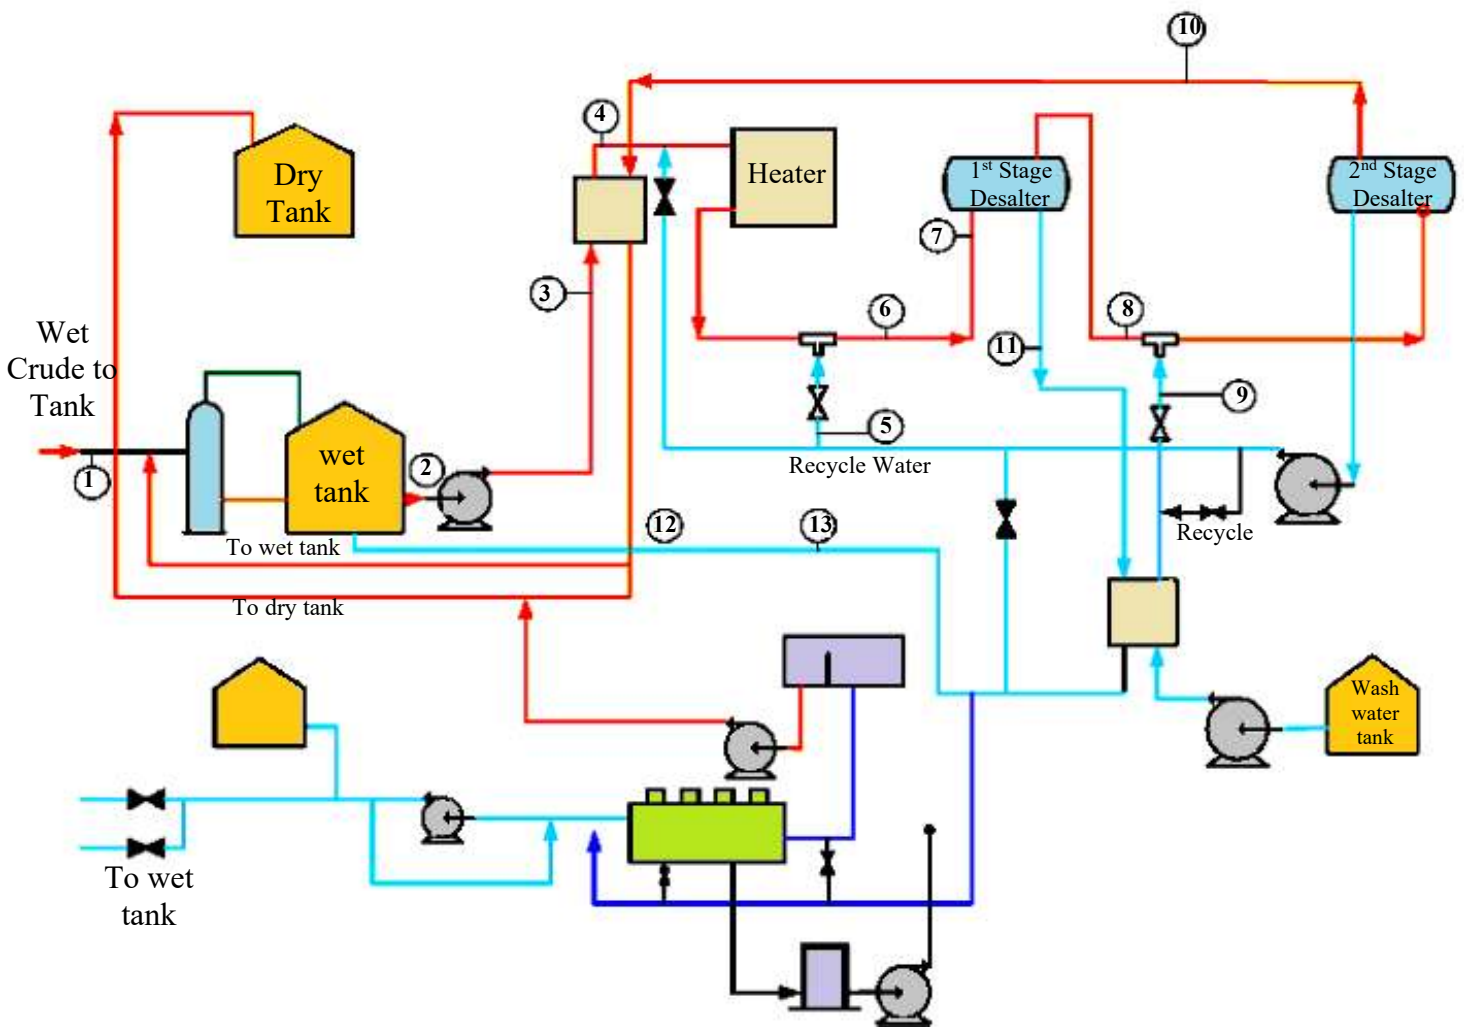 10
4
Dry
Tank
Heater
1st Stage
Desalter
2nd Stage
Desalter
7
3
6
8
11
Wet
Crude to
Tank
9
5
wet
tank
2
1
Recycle Water
12
13
Recycle
To wet tank
To dry tank
Wash
water
tank
To wet
tank